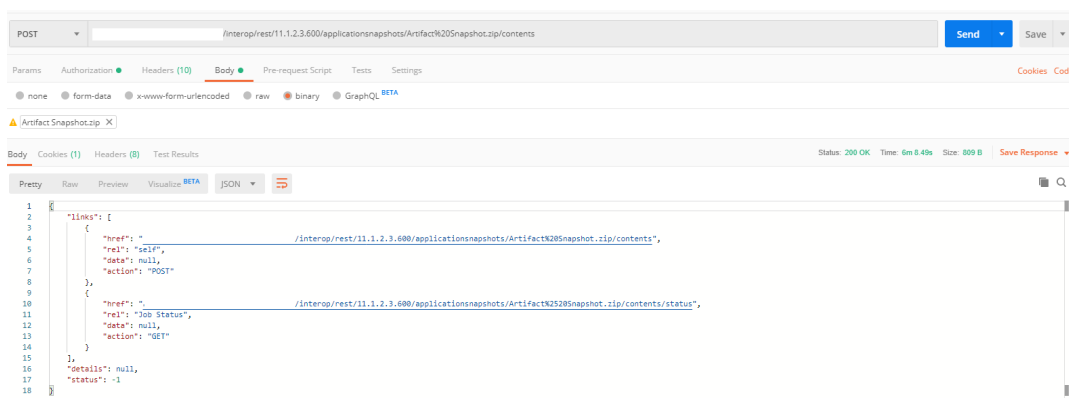 POST /interop/rest/11.1.2.3.600/applicationsnapshots/Artifact%20Snapshot.zip/contents Send Save
Params Authorization Headers (10) Body Pre-request Script Tests Settings Cookies Cod
none form-data x-www-form-urlencoded raw binary GraphQL BETA
Artifact Snapshot.zip X
Body Cookies (1) Headers (8) Test Results Status: 200 OK Time: 6m 8.49s Size: 809 B Save Response
Pretty Raw Preview Visualize BETA JSON
1 {
2 "links": [
3 {
4 "href": " /interop/rest/11.1.2.3.600/applicationsnapshots/Artifact%20Snapshot.zip/contents",
5 "rel": "self",
6 "data": null,
7 "action": "POST"
8 },
9 {
10 "href": ". /interop/rest/11.1.2.3.600/applicationsnapshots/Artifact%2520Snapshot.zip/contents/status",
11 "rel": "Job Status",
12 "data": null,
13 "action": "GET"
14 }
15 ],
16 "details": null,
17 "status": -1
18 }